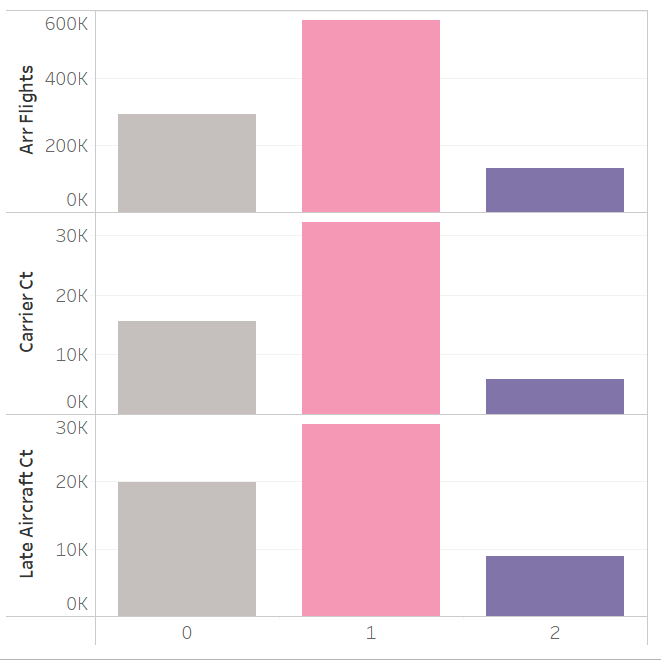 Arr Flights
600K
400K
200K
0K
Carrier Ct
30K
20K
10K
0K
Late Aircraft Ct
30K
20K
10K
0K
0 1 2